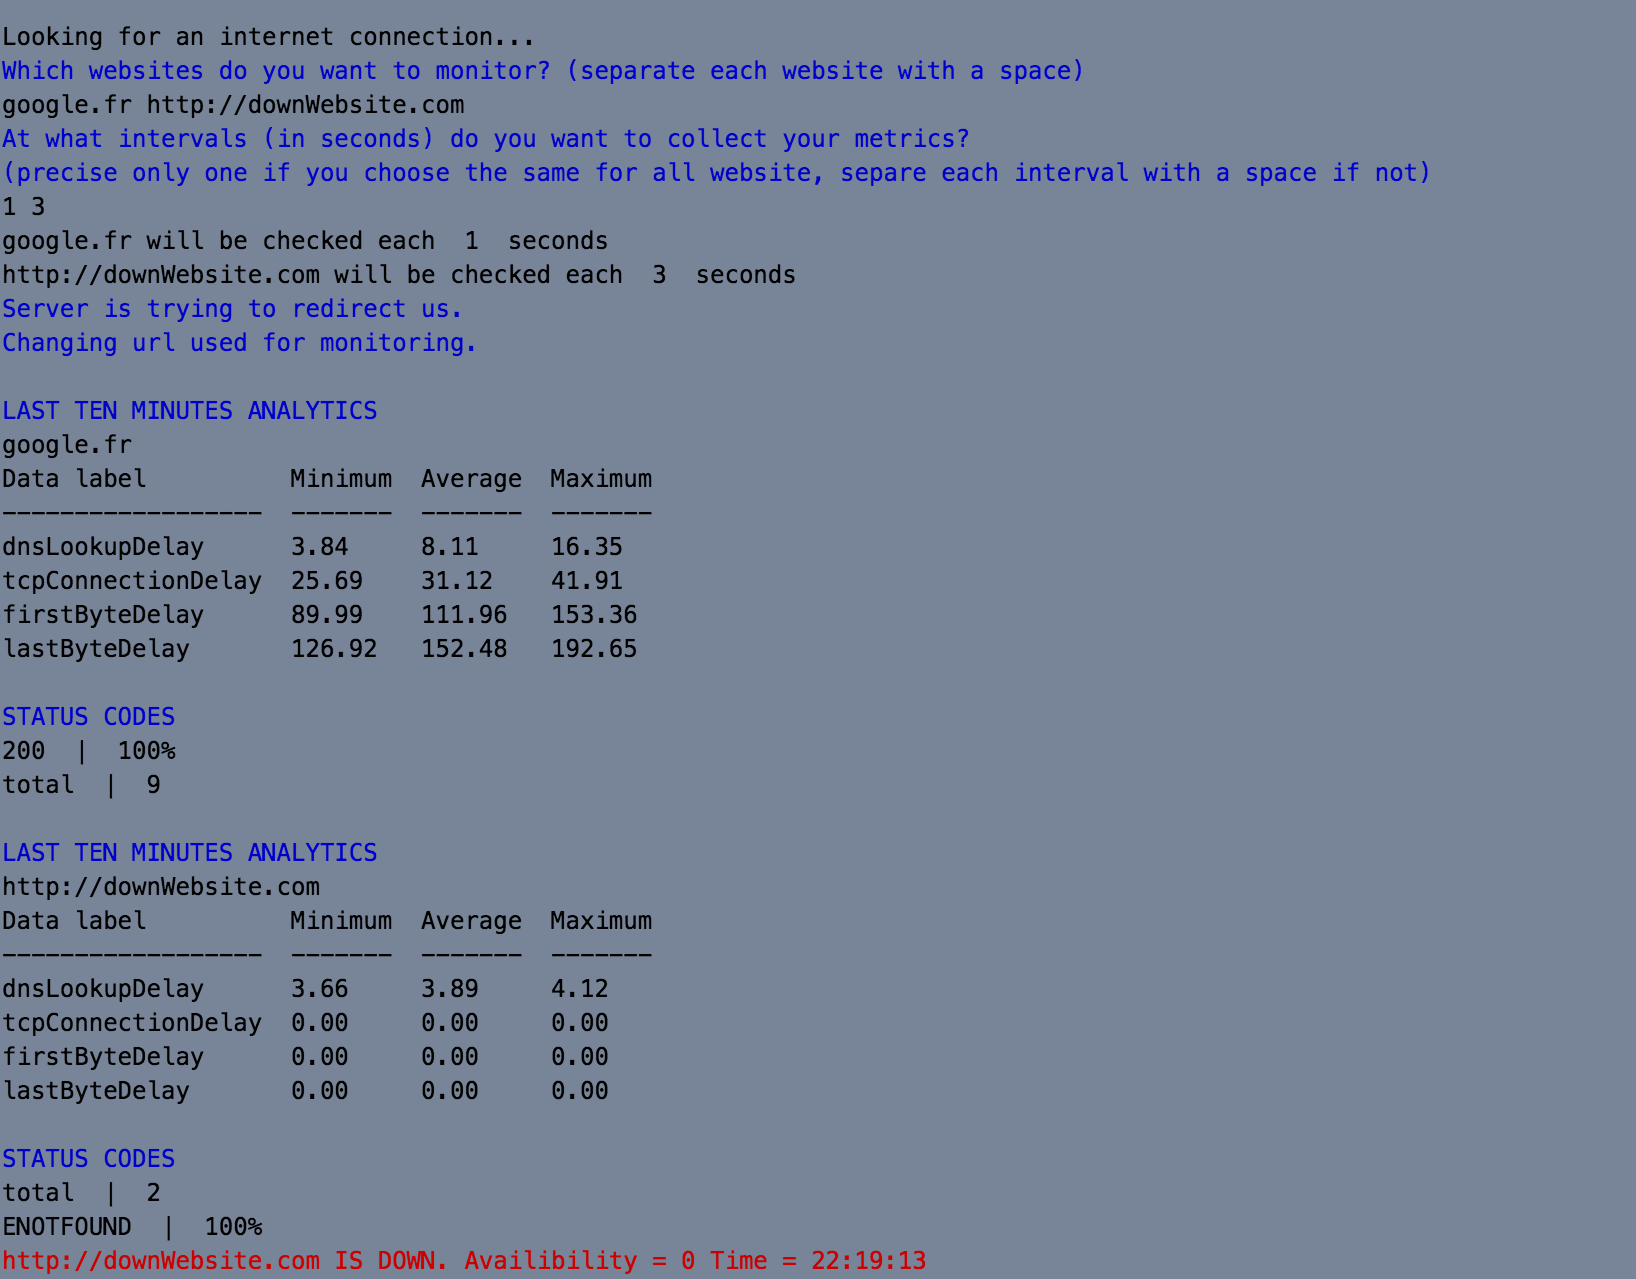 Looking for an internet connection...
Which websites do you want to monitor? (separate each website with a space)
google.fr http://downWebsite.com
At what intervals (in seconds) do you want to collect your metrics?
(precise only one if you choose the same for all website, separe each interval with a space if not)
1 3
google.fr will be checked each  1  seconds
http://downWebsite.com will be checked each  3  seconds
Server is trying to redirect us.
Changing url used for monitoring.

LAST TEN MINUTES ANALYTICS
google.fr
Data label          Minimum  Average  Maximum
------------------  -------  -------  -------
dnsLookupDelay      3.84     8.11     16.35
tcpConnectionDelay  25.69    31.12    41.91
firstByteDelay      89.99    111.96   153.36
lastByteDelay       126.92   152.48   192.65

STATUS CODES
200  |  100%
total  |  9

LAST TEN MINUTES ANALYTICS
http://downWebsite.com
Data label          Minimum  Average  Maximum
------------------  -------  -------  -------
dnsLookupDelay      3.66     3.89     4.12
tcpConnectionDelay  0.00     0.00     0.00
firstByteDelay      0.00     0.00     0.00
lastByteDelay       0.00     0.00     0.00

STATUS CODES
total  |  2
ENOTFOUND  |  100%
http://downWebsite.com IS DOWN. Availibility = 0 Time = 22:19:13